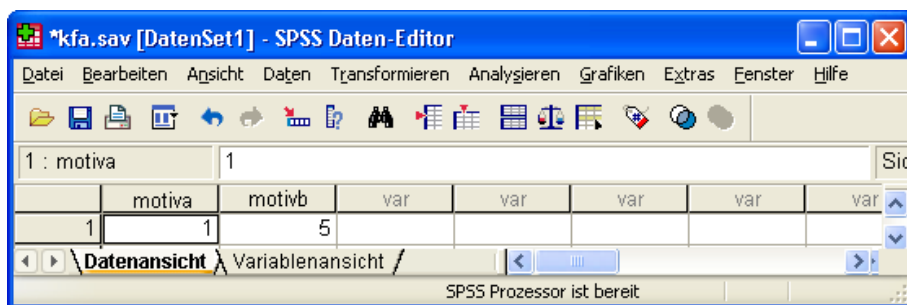 *kfa.sav [DatenSet1] - SPSS Daten-Editor
Datei Bearbeiten Ansicht Daten Transformieren Analysieren Grafiken Extras Fenster Hilfe
1 : motiva 1 Sic
motiva motivb var var var var var
1 1 5
Datenansicht Variablenansicht
SPSS Prozessor ist bereit